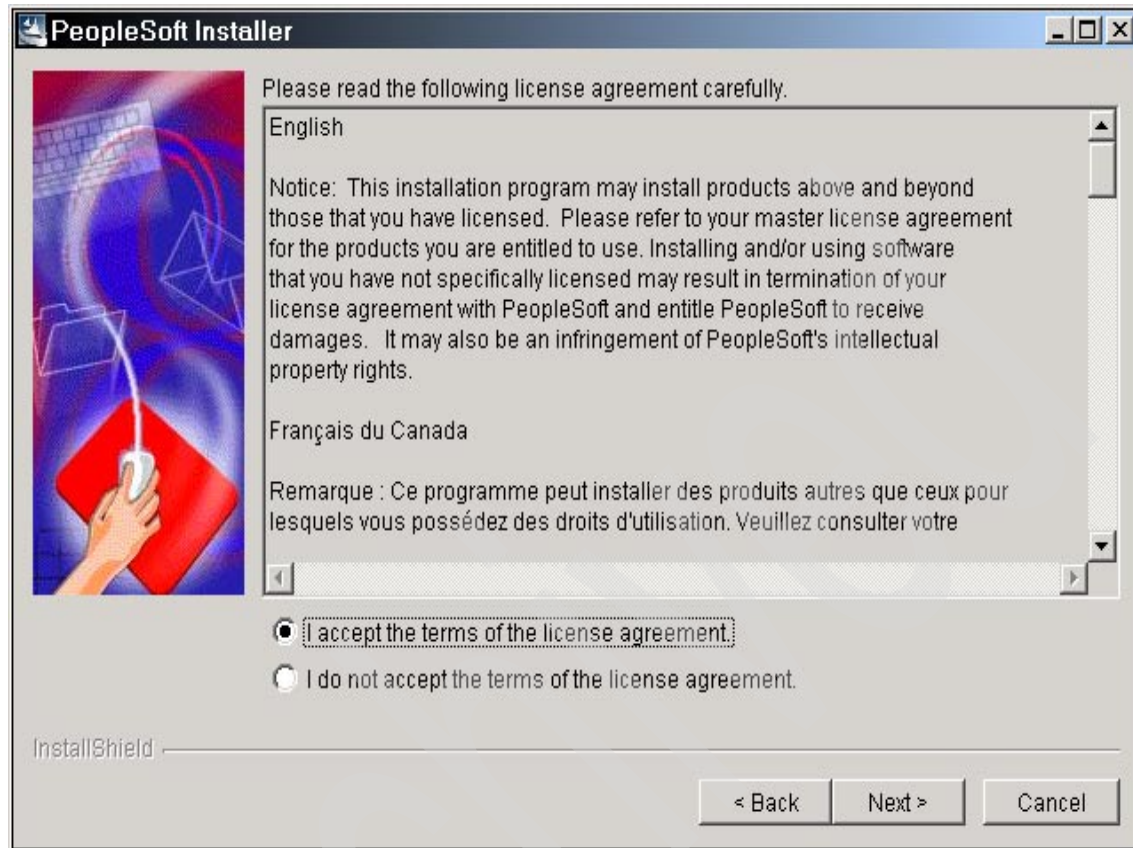 PeopleSoft Installer
Please read the following license agreement carefully.
English
Notice: This installation program may install products above and beyond
those that you have licensed. Please refer to your master license agreement
for the products you are entitled to use. Installing and/or using software
that you have not specifically licensed may result in termination of your
license agreement with PeopleSoft and entitle PeopleSoft to receive
damages. It may also be an infringement of PeopleSoft's intellectual
property rights.
Français du Canada
Remarque : Ce programme peut installer des produits autres que ceux pour
lesquels vous possédez des droits d'utilisation. Veuillez consulter votre
I accept the terms of the license agreement.
I do not accept the terms of the license agreement.
InstallShield
< Back Next > Cancel